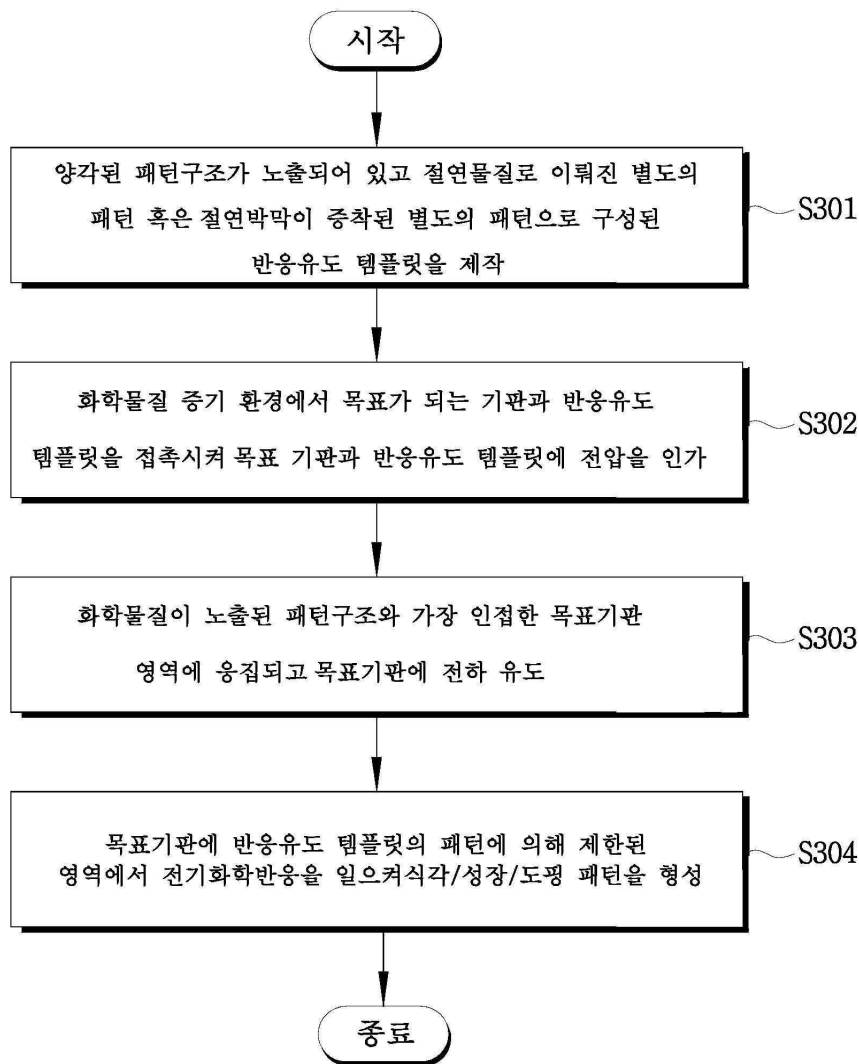 시작
양각된 패턴구조가 노출되어 있고 절연물질로 이뤄진 별도의
패턴 혹은 절연박막이 증착된 별도의 패턴으로 구성된
반응유도 템플릿을 제작
S301
화학물질 증기 환경에서 목표가 되는 기판과 반응유도
템플릿을 접촉시켜 목표 기판과 반응유도 템플릿에 전압을 인가
S302
화학물질이 노출된 패턴구조와 가장 인접한 목표기판
영역에 응집되고 목표기판에 전하 유도
S303
목표기판에 반응유도 템플릿의 패턴에 의해 제한된
영역에서 전기화학반응을 일으켜식각/성장/도핑 패턴을 형성
S304
종료